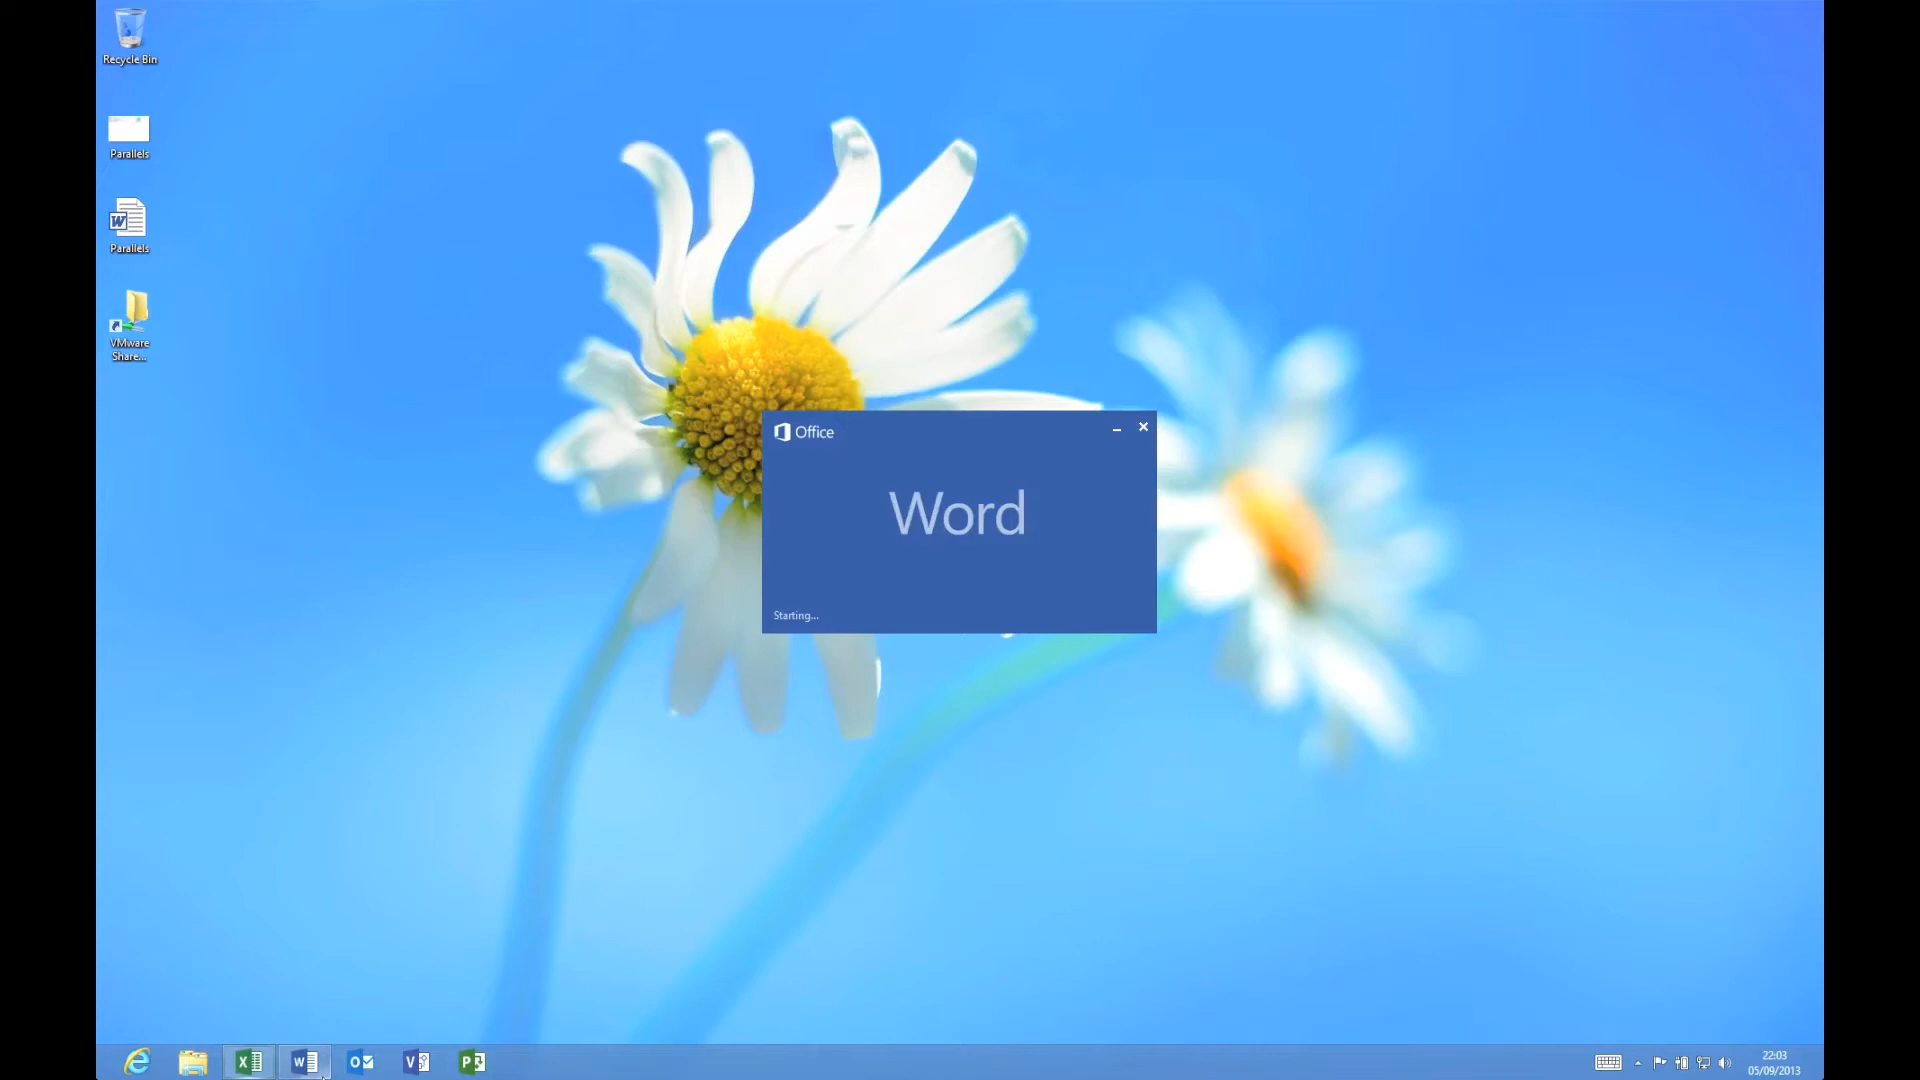 Recycle Bin
Parallels
Parallels
VMware
Share...
Office
Word
Starting...
22:03
05/09/2013